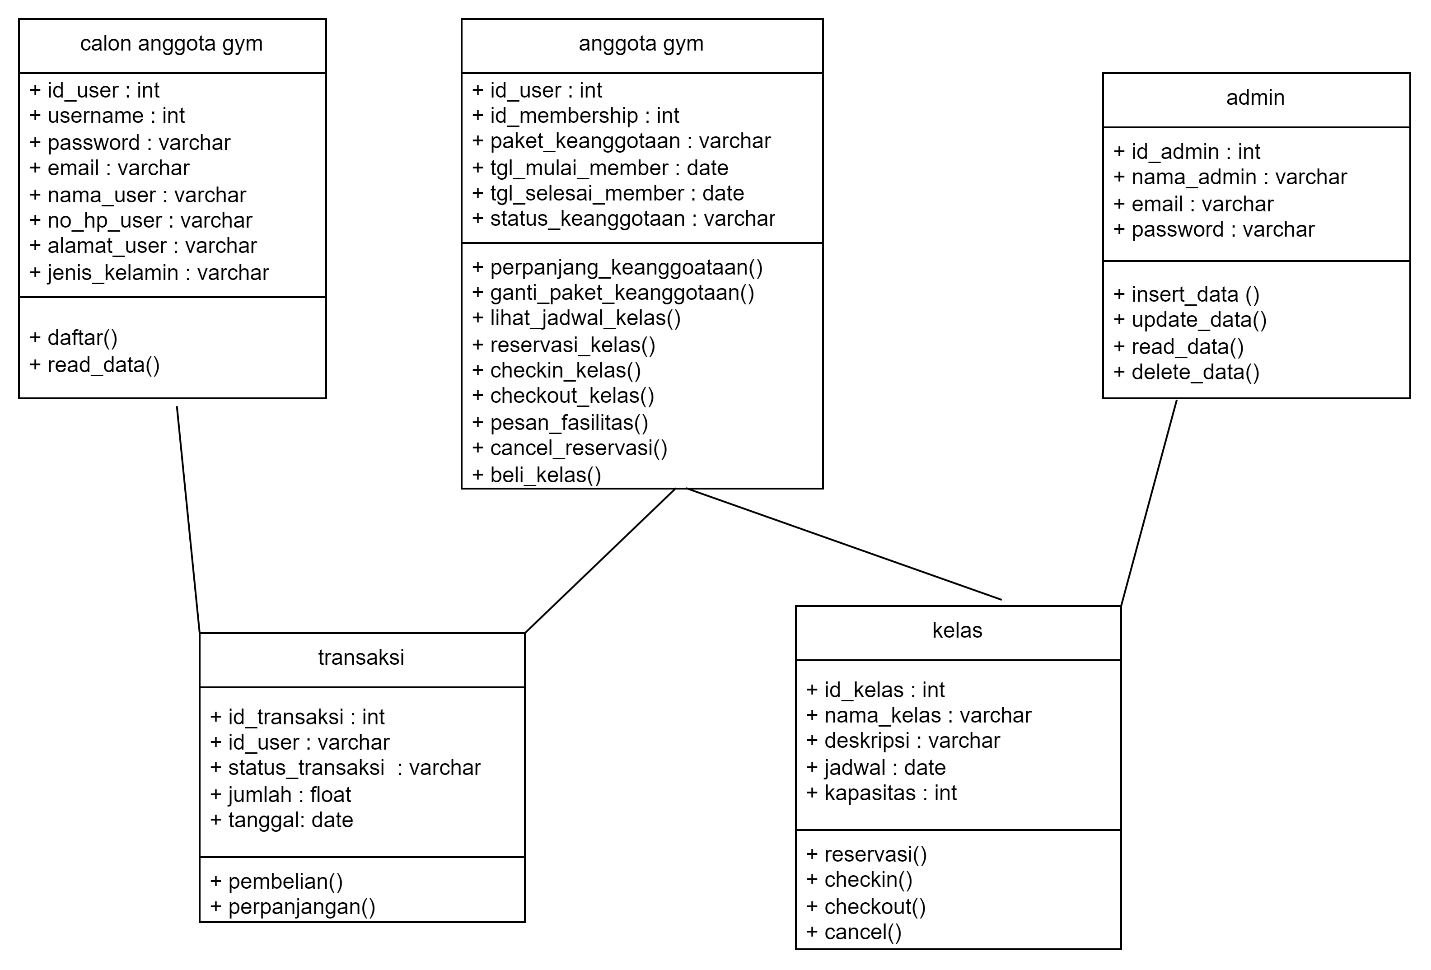 calon anggota gym
+ id_user : int
+ username : int
+ password : varchar
+ email : varchar
+ nama_user : varchar
+ no_hp_user : varchar
+ alamat_user : varchar
+ jenis_kelamin : varchar
+ daftar()
+ read_data()
anggota gym
+ id_user : int
+ id_membership : int
+ paket_keanggotaan : varchar
+ tgl_mulai_member : date
+ tgl_selesai_member : date
+ status_keanggotaan : varchar
+ perpanjang_keanggoataan()
+ ganti_paket_keanggotaan()
+ lihat_jadwal_kelas()
+ reservasi_kelas()
+ checkin_kelas()
+ checkout_kelas()
+ pesan_fasilitas()
+ cancel_reservasi()
+ beli_kelas()
admin
+ id_admin : int
+ nama_admin : varchar
+ email : varchar
+ password : varchar
+ insert_data ()
+ update_data()
+ read_data()
+ delete_data()
transaksi
+ id_transaksi : int
+ id_user : varchar
+ status_transaksi  : varchar
+ jumlah : float
+ tanggal: date
+ pembelian()
+ perpanjangan()
kelas
+ id_kelas : int
+ nama_kelas : varchar
+ deskripsi : varchar
+ jadwal : date
+ kapasitas : int
+ reservasi()
+ checkin()
+ checkout()
+ cancel()